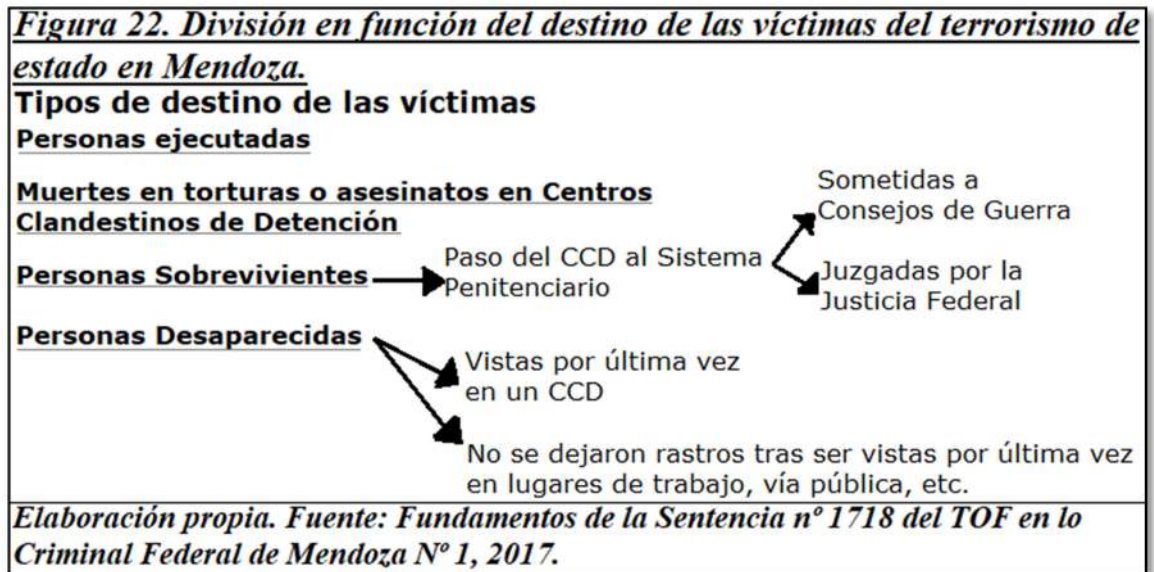 Figura 22. División en función del destino de las víctimas del terrorismo de
estado en Mendoza.
Tipos de destino de las víctimas
Personas ejecutadas
Muertes en torturas o asesinatos en Centros
Clandestinos de Detención
Personas Sobrevivientes
Paso del CCD al Sistema
Penitenciario
Sometidas a
Consejos de Guerra
Juzgadas por la
Justicia Federal
Personas Desaparecidas
Vistas por última vez
en un CCD
No se dejaron rastros tras ser vistas por última vez
en lugares de trabajo, vía pública, etc.
Elaboración propia. Fuente: Fundamentos de la Sentencia nº 1718 del TOF en lo
Criminal Federal de Mendoza Nº 1, 2017.